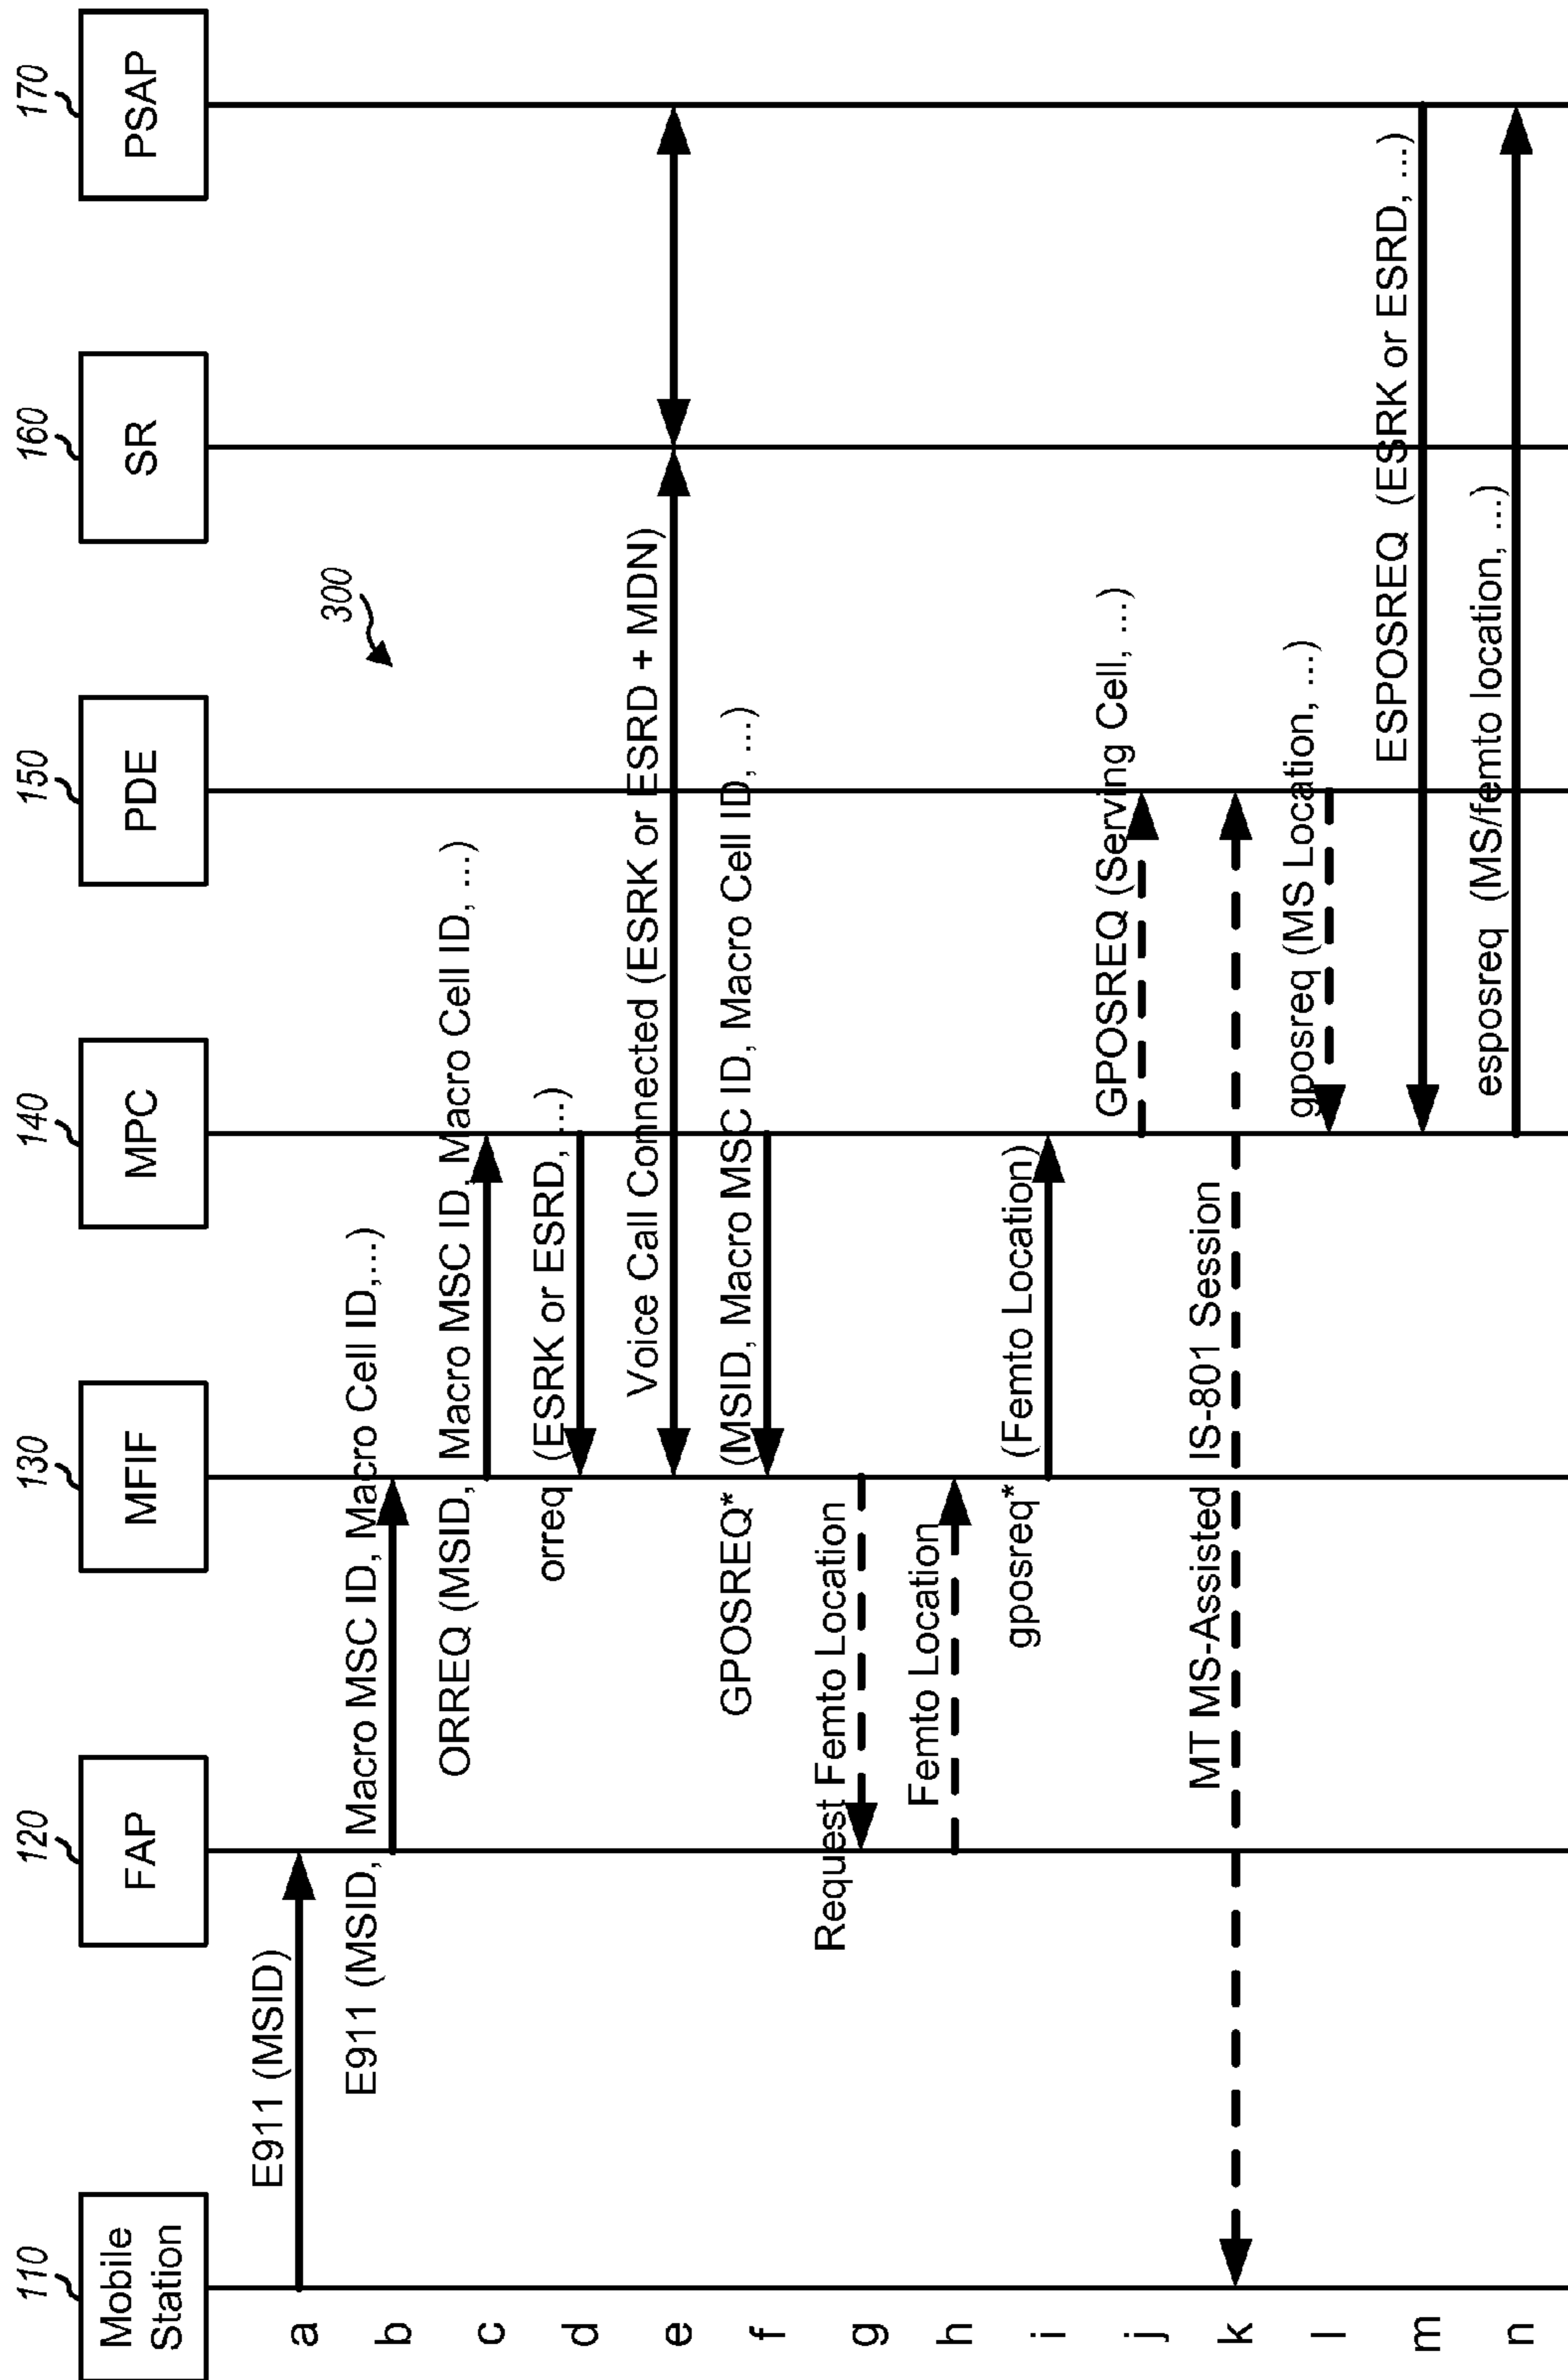 110
120
130
140
150
160
170
Mobile
Station
FAP
MFIF
MPC
PDE
SR
PSAP
300
a
E911 (MSID)
b
E911 (MSID, Macro MSC ID, Macro Cell ID,...)
c
ORREQ (MSID, Macro MSC ID, Macro Cell ID, ...)
d
orreq (ESRK or ESRD, ...)
e
Voice Call Connected (ESRK or ESRD + MDN)
f
GPOSREQ* (MSID, Macro MSC ID, Macro Cell ID, ...)
g
Request Femto Location
h
Femto Location
i
gposreq* (Femto Location)
j
GPOSREQ (Serving Cell, ...)
k
MT MS-Assisted IS-801 Session
l
gposreq (MS Location, ...)
m
ESPOSREQ (ESRK or ESRD, ...)
n
esposreq (MS/femto location, ...)